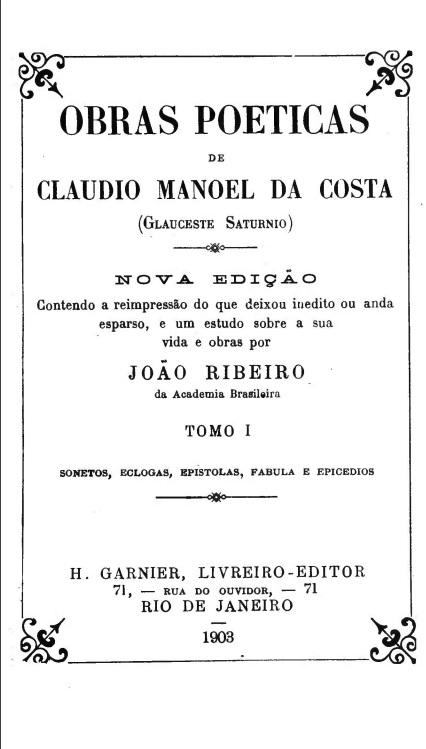 OBRAS POETICAS
DE
CLAUDIO MANOEL DA COSTA
(GLAUCESTE SATURNIO)
NOVA EDIÇÃO
Contendo a reimpressão do que deixou inedito ou anda
esparso, e um estudo sobre a sua
vida e obras por
JOÃO RIBEIRO
da Academia Brasileira
TOMO I
SONETOS, ECLOGAS, EPISTOLAS, FABULA E EPICEDIOS
H. GARNIER, LIVREIRO-EDITOR
71, — RUA DO OUVIDOR, — 71
RIO DE JANEIRO
1903